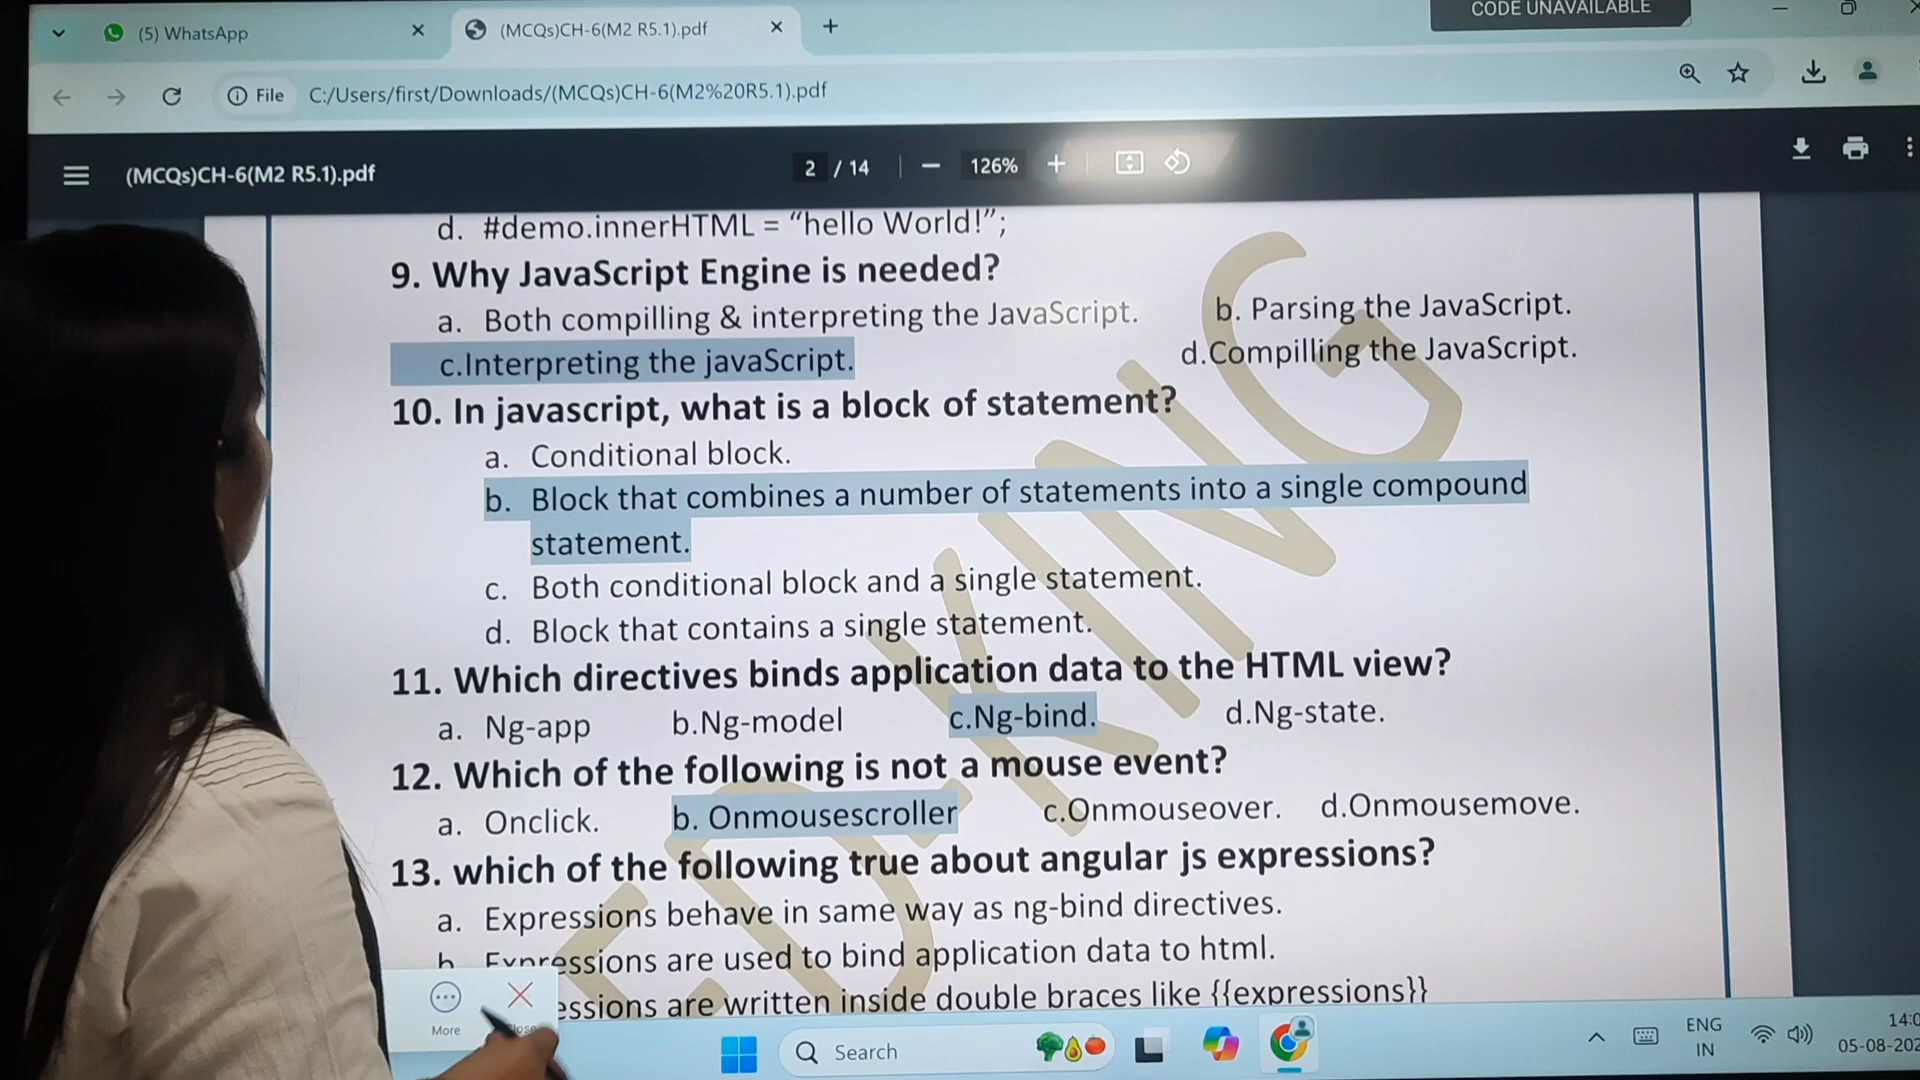 CODE UNAVAILABLE
(5) WhatsApp
(MCQs)CH-6(M2 R5.1).pdf
File C:/Users/first/Downloads/(MCQs)CH-6(M2%20R5.1).pdf
(MCQs)CH-6(M2 R5.1).pdf 2 / 14 126%
d. #demo.innerHTML = “hello World!”;
9. Why JavaScript Engine is needed?
a. Both compilling & interpreting the JavaScript. b. Parsing the JavaScript.
c.Interpreting the javaScript. d.Compilling the JavaScript.
10. In javascript, what is a block of statement?
a. Conditional block.
b. Block that combines a number of statements into a single compound
statement.
c. Both conditional block and a single statement.
d. Block that contains a single statement.
11. Which directives binds application data to the HTML view?
a. Ng-app b.Ng-model c.Ng-bind. d.Ng-state.
12. Which of the following is not a mouse event?
a. Onclick. b. Onmousescroller c.Onmouseover. d.Onmousemove.
13. which of the following true about angular js expressions?
a. Expressions behave in same way as ng-bind directives.
b. Expressions are used to bind application data to html.
essions are written inside double braces like {{expressions}}
More
Search
ENG
IN
14:0
05-08-202